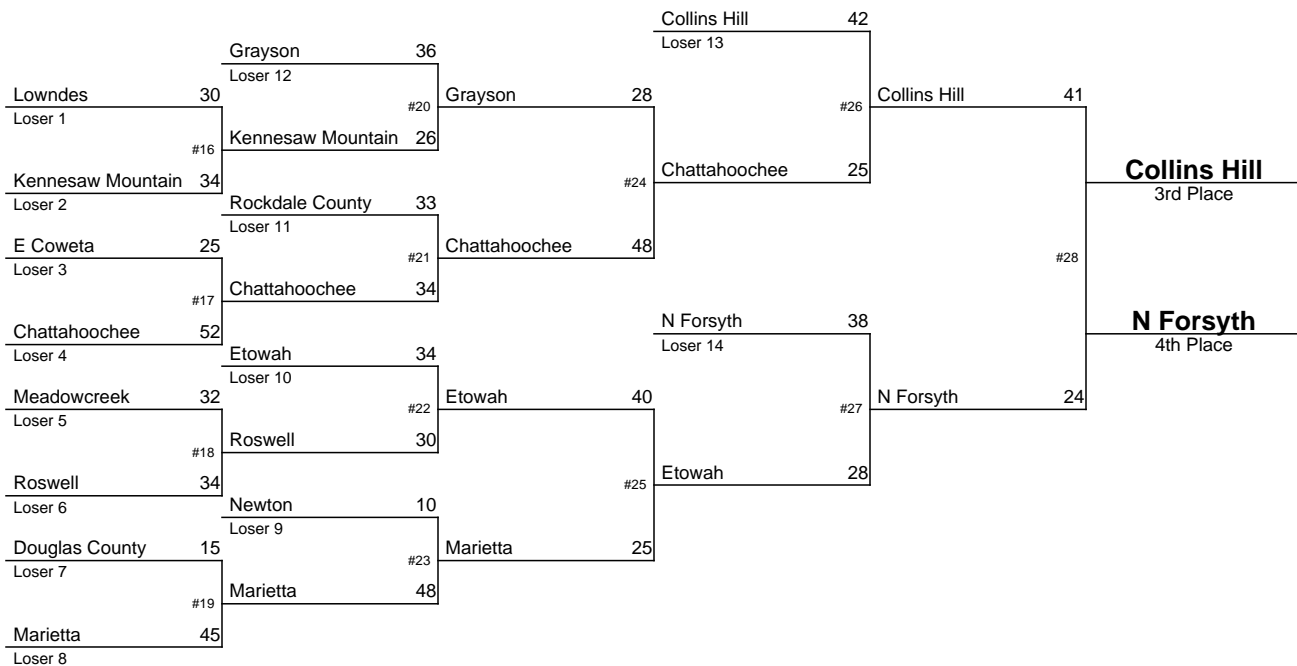 Collins Hill 42
Loser 13
Grayson 36
Loser 12
Lowndes 30
Loser 1
#20
Grayson 28
#26
Collins Hill 41
#16
Kennesaw Mountain 26
Kennesaw Mountain 34
Loser 2
#24
Chattahoochee 25
Collins Hill
3rd Place
Rockdale County 33
Loser 11
E Coweta 25
Loser 3
#21
Chattahoochee 48
#28
#17
Chattahoochee 34
Chattahoochee 52
Loser 4
N Forsyth 38
Loser 14
N Forsyth
4th Place
Etowah 34
Loser 10
Meadowcreek 32
Loser 5
#22
Etowah 40
#27
N Forsyth 24
#18
Roswell 30
Roswell 34
Loser 6
#25
Etowah 28
Newton 10
Loser 9
Douglas County 15
Loser 7
#23
Marietta 25
#19
Marietta 48
Marietta 45
Loser 8